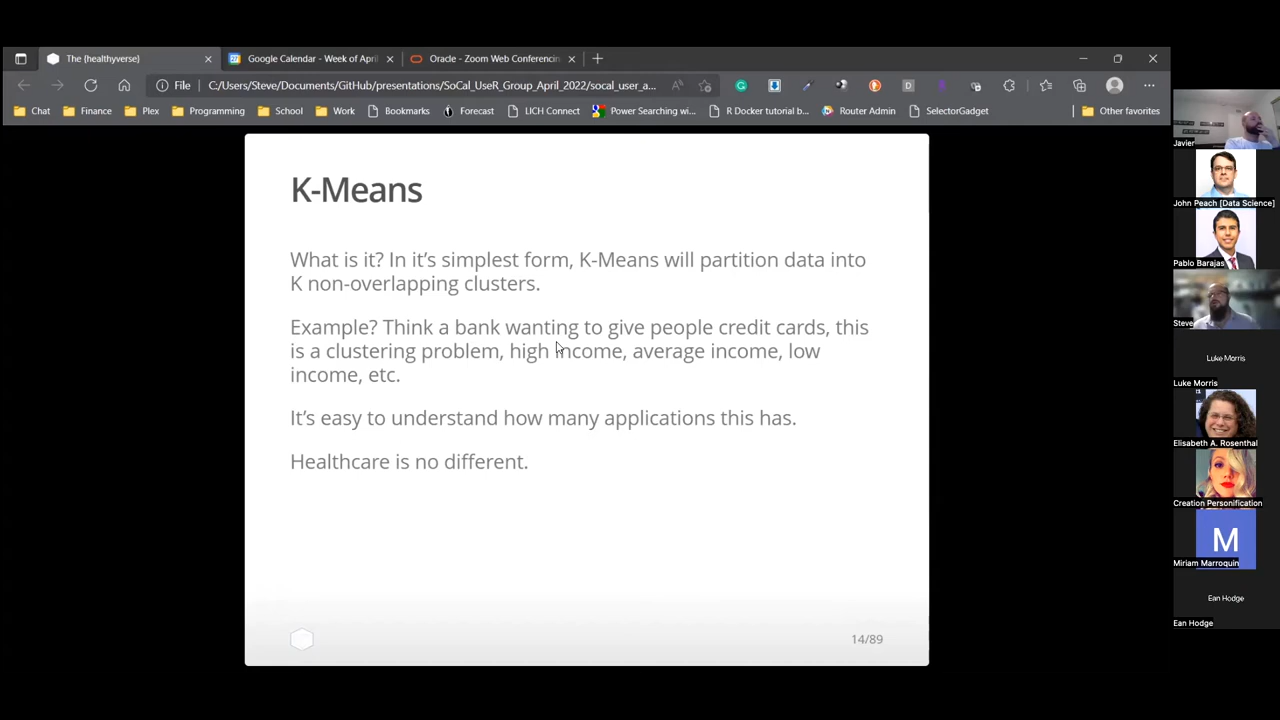 The {healthyverse}
Google Calendar - Week of April
Oracle - Zoom Web Conferencin
File
C:/Users/Steve/Documents/GitHub/presentations/SoCal_UseR_Group_April_2022/socal_user_a...
Chat
Finance
Plex
Programming
School
Work
Bookmarks
Forecast
LICH Connect
Power Searching wi...
R Docker tutorial b...
Router Admin
SelectorGadget
Other favorites
K-Means
What is it? In it's simplest form, K-Means will partition data into
K non-overlapping clusters.
Example? Think a bank wanting to give people credit cards, this
is a clustering problem, high income, average income, low
income, etc.
It's easy to understand how many applications this has.
Healthcare is no different.
14/89
Javier
John Peach [Data Science]
Pablo Barajas
Steve
Luke Morris
Luke Morris
Elisabeth A. Rosenthal
Creation Personification
M
Miriam Marroquin
Ean Hodge
Ean Hodge